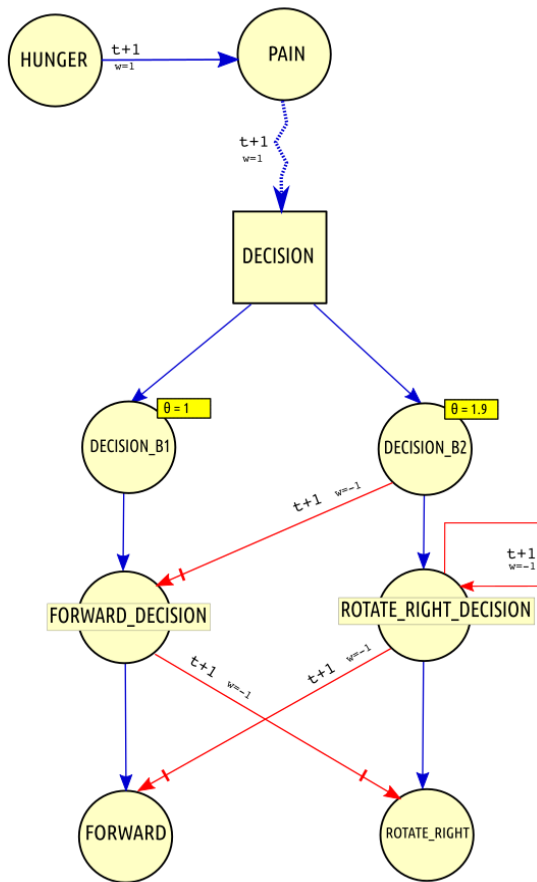 HUNGER
t+1
w=1
PAIN
t+1
w=1
DECISION
θ = 1
θ = 1.9
DECISION_B1
DECISION_B2
t+1 w=-1
t+1
w=-1
FORWARD_DECISION
ROTATE_RIGHT_DECISION
t+1 w=-1
t+1 w=-1
FORWARD
ROTATE_RIGHT